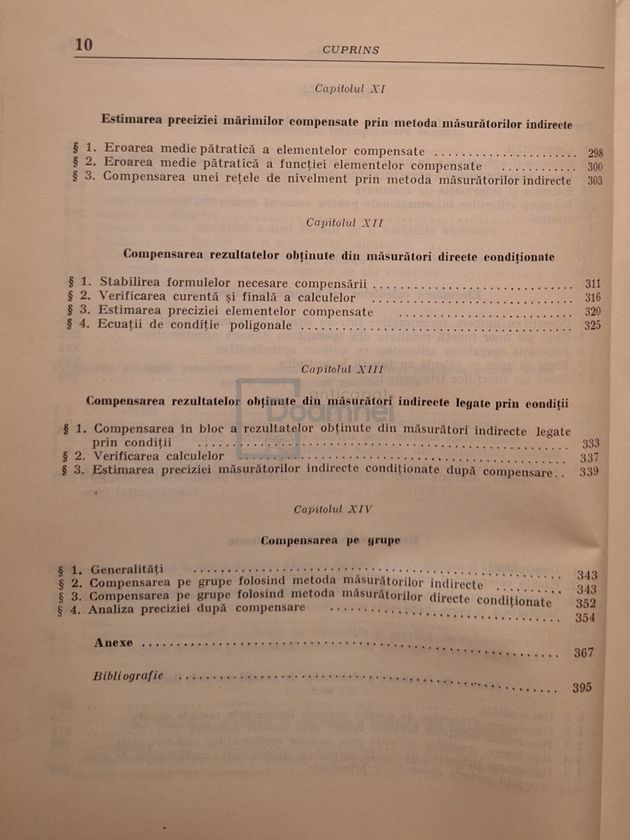 10
CUPRINS
Capitolul XI
Estimarea preciziei mărimilor compensate prin metoda măsurătorilor indirecte
§ 1. Eroarea medie pătratică a elementelor compensate ........................ 298
§ 2. Eroarea medie pătratică a funcției elementelor compensate ............ 300
§ 3. Compensarea unei rețele de nivelment prin metoda măsurătorilor indirecte 303
Capitolul XII
Compensarea rezultatelor obținute din măsurători directe condiționate
§ 1. Stabilirea formulelor necesare compensării .............................. 311
§ 2. Verificarea curentă și finală a calculelor .............................. 316
§ 3. Estimarea preciziei elementelor compensate .......................... 320
§ 4. Ecuații de condiție poligonale ........................................ 325
Capitolul XIII
Compensarea rezultatelor obținute din măsurători indirecte legate prin condiții
§ 1. Compensarea în bloc a rezultatelor obținute din măsurători indirecte legate
prin condiții ...................................................... 333
§ 2. Verificarea calculelor ................................................ 337
§ 3. Estimarea preciziei măsurătorilor indirecte condiționate după compensare.. 339
anticariat
Doamnei
Capitolul XIV
Compensarea pe grupe
§ 1. Generalități ...................................................... 343
§ 2. Compensarea pe grupe folosind metoda măsurătorilor indirecte .......... 343
§ 3. Compensarea pe grupe folosind metoda măsurătorilor directe condiționate 352
§ 4. Analiza preciziei după compensare .................................. 354
Anexe ................................................................ 367
Bibliografie .......................................................... 395